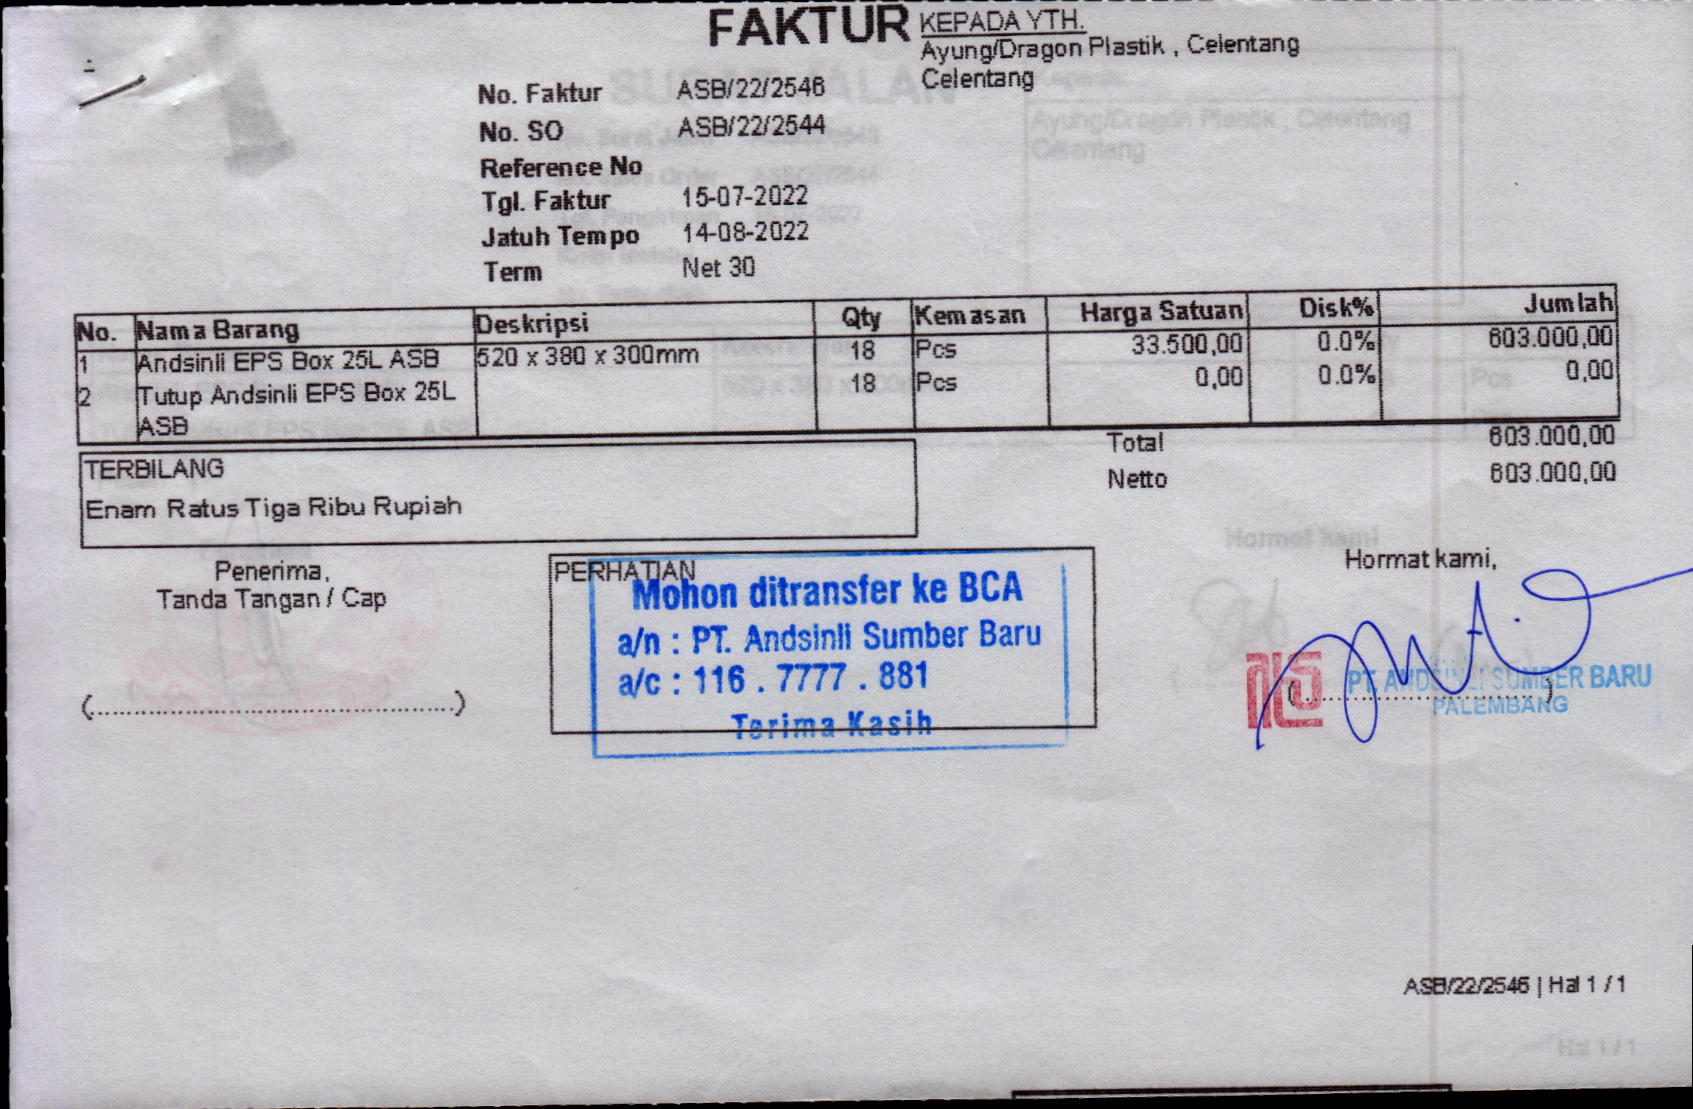 FAKTUR
KEPADA YTH.
Ayung/Dragon Plastik , Celentang
Celentang
No. Faktur ASB/22/2546
No. SO ASB/22/2544
Reference No
Tgl. Faktur 15-07-2022
Jatuh Tempo 14-08-2022
Term Net 30
No. Nama Barang Deskripsi Qty Kemasan Harga Satuan Disk% Jumlah
1 Andsinli EPS Box 25L ASB 520 x 380 x 300mm 18 Pcs 33.500,00 0.0% 603.000,00
2 Tutup Andsinli EPS Box 25L 18 Pcs 0,00 0.0% 0,00
ASB
Total 603.000,00
Netto 603.000,00
TERBILANG
Enam Ratus Tiga Ribu Rupiah
Penerima,
Tanda Tangan / Cap
(....................................................)
PERHATIAN
Mohon ditransfer ke BCA
a/n : PT. Andsinli Sumber Baru
a/c : 116 . 7777 . 881
Terima Kasih
Hormat kami,
PT. ANDSINLI SUMBER BARU
PALEMBANG
ASB/22/2546 | Hal 1 / 1